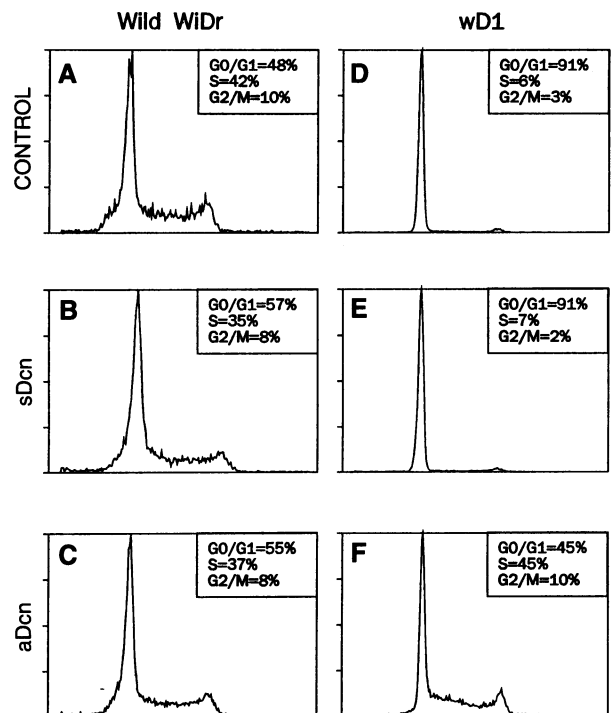 Wild WiDr
wD1
CONTROL
A
G0/G1=48%
S=42%
G2/M=10%
D
G0/G1=91%
S=6%
G2/M=3%
sDcn
B
G0/G1=57%
S=35%
G2/M=8%
E
G0/G1=91%
S=7%
G2/M=2%
aDcn
C
G0/G1=55%
S=37%
G2/M=8%
F
G0/G1=45%
S=45%
G2/M=10%